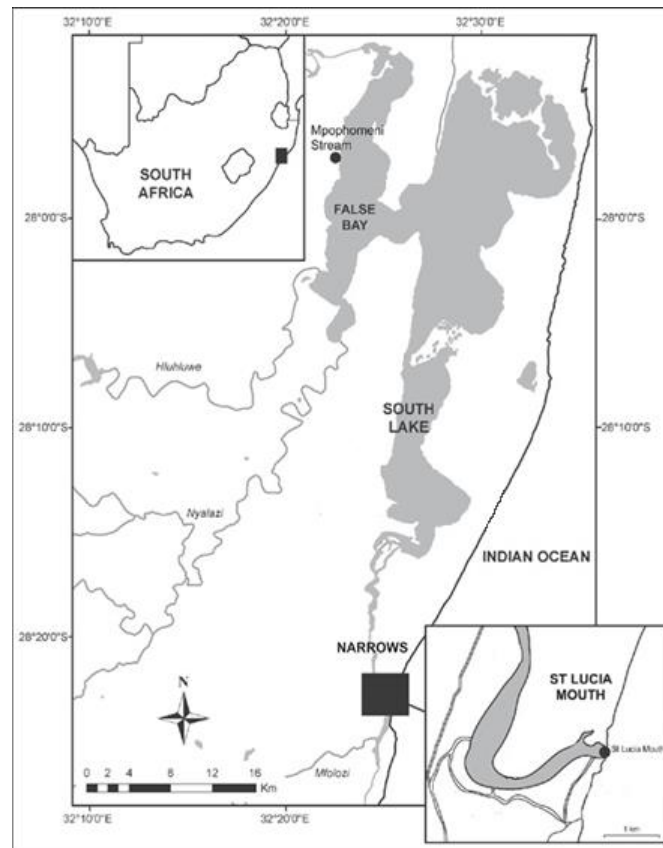 32°10'0"E
32°20'0"E
32°30'0"E
Mpophomeni
Stream
SOUTH
AFRICA
28°0'0"S
FALSE
BAY
28°0'0"S
Hluhluwe
SOUTH
LAKE
28°10'0"S
28°10'0"S
Nyalazi
INDIAN OCEAN
28°20'0"S
NARROWS
N
ST LUCIA
MOUTH
St Lucia Mouth
0 2 4 8 12 16
Km
Mfolozi
1 km
32°10'0"E
32°20'0"E